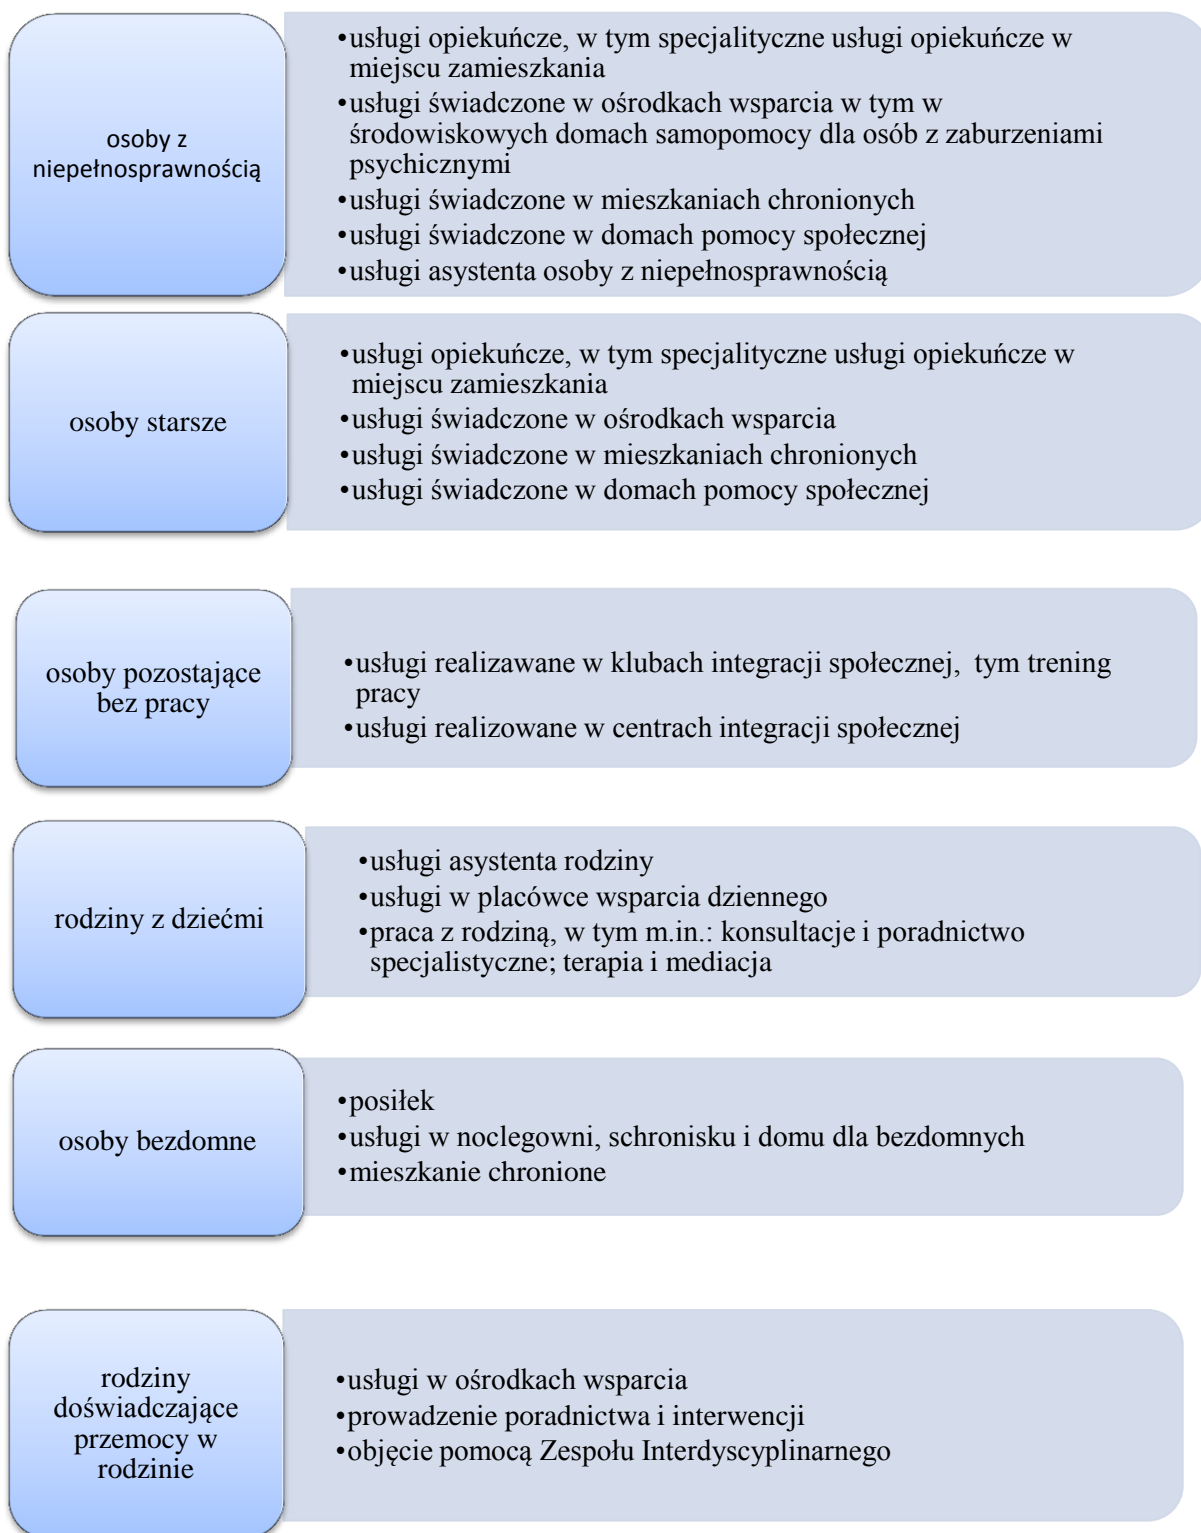 osoby z
niepełnosprawnością
•usługi opiekuńcze, w tym specjalityczne usługi opiekuńcze w
miejscu zamieszkania
•usługi świadczone w ośrodkach wsparcia w tym w
środowiskowych domach samopomocy dla osób z zaburzeniami
psychicznymi
•usługi świadczone w mieszkaniach chronionych
•usługi świadczone w domach pomocy społecznej
•usługi asystenta osoby z niepełnosprawnością
osoby starsze
•usługi opiekuńcze, w tym specjalityczne usługi opiekuńcze w
miejscu zamieszkania
•usługi świadczone w ośrodkach wsparcia
•usługi świadczone w mieszkaniach chronionych
•usługi świadczone w domach pomocy społecznej
osoby pozostające
bez pracy
•usługi realizawane w klubach integracji społecznej,  tym trening
pracy
•usługi realizowane w centrach integracji społecznej
rodziny z dziećmi
•usługi asystenta rodziny
•usługi w placówce wsparcia dziennego
•praca z rodziną, w tym m.in.: konsultacje i poradnictwo
specjalistyczne; terapia i mediacja
osoby bezdomne
•posiłek
•usługi w noclegowni, schronisku i domu dla bezdomnych
•mieszkanie chronione
rodziny
doświadczające
przemocy w
rodzinie
•usługi w ośrodkach wsparcia
•prowadzenie poradnictwa i interwencji
•objęcie pomocą Zespołu Interdyscyplinarnego